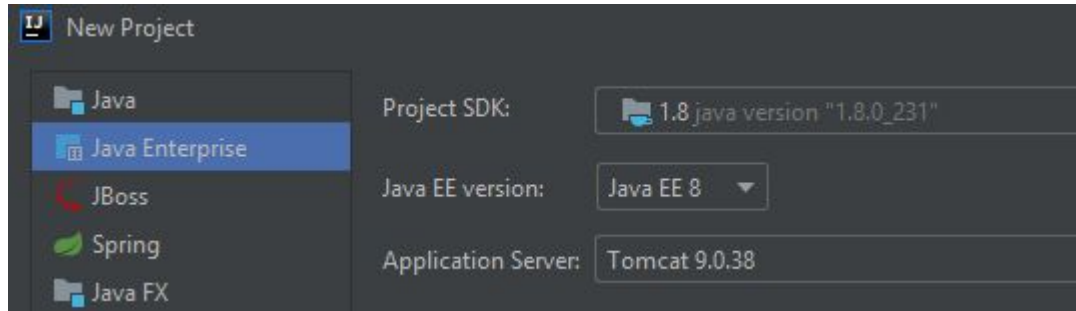 IJ New Project
Java
Java Enterprise
JBoss
Spring
Java FX
Project SDK: 1.8 java version "1.8.0_231"
Java EE version: Java EE 8
Application Server: Tomcat 9.0.38